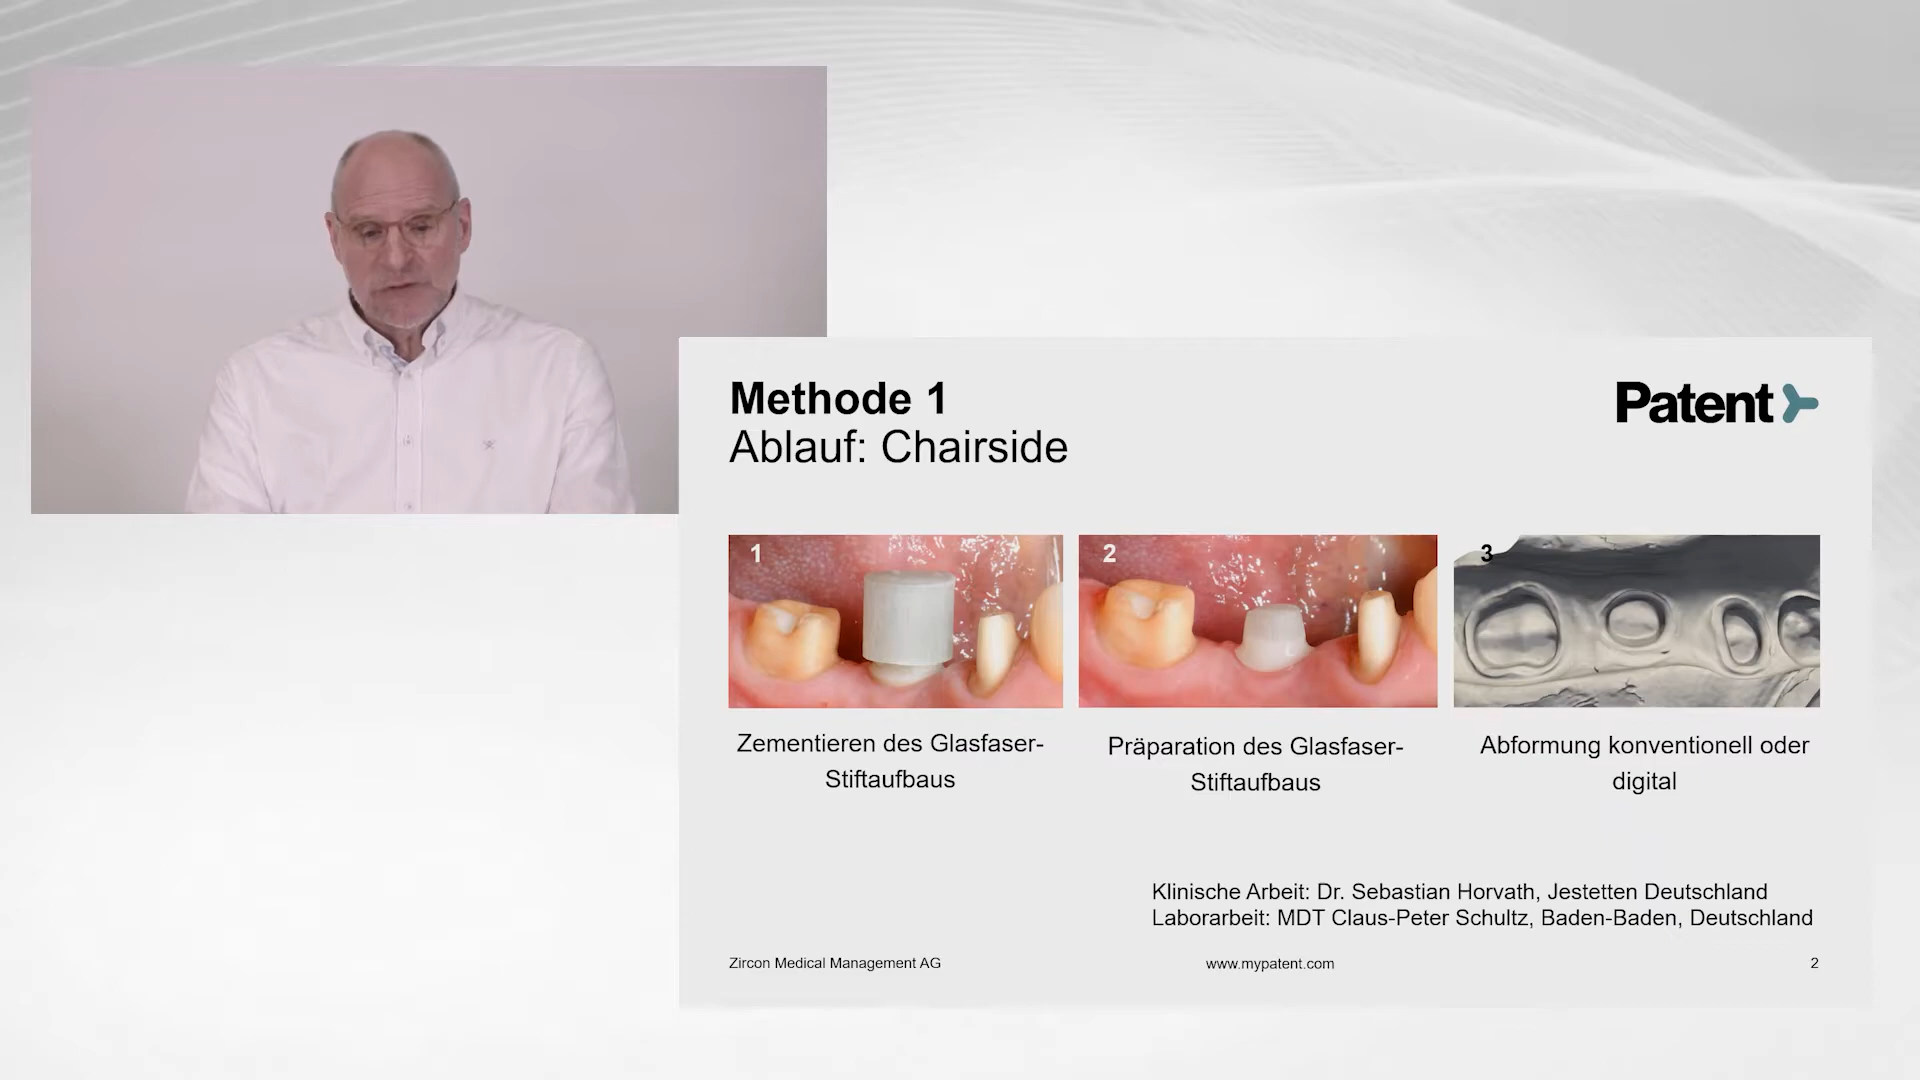 Methode 1
Ablauf: Chairside
Patent
1
2
3
Zementieren des Glasfaser-
Stiftaufbaus
Präparation des Glasfaser-
Stiftaufbaus
Abformung konventionell oder
digital
Klinische Arbeit: Dr. Sebastian Horvath, Jestetten Deutschland
Laborarbeit: MDT Claus-Peter Schultz, Baden-Baden, Deutschland
Zircon Medical Management AG
www.mypatent.com
2